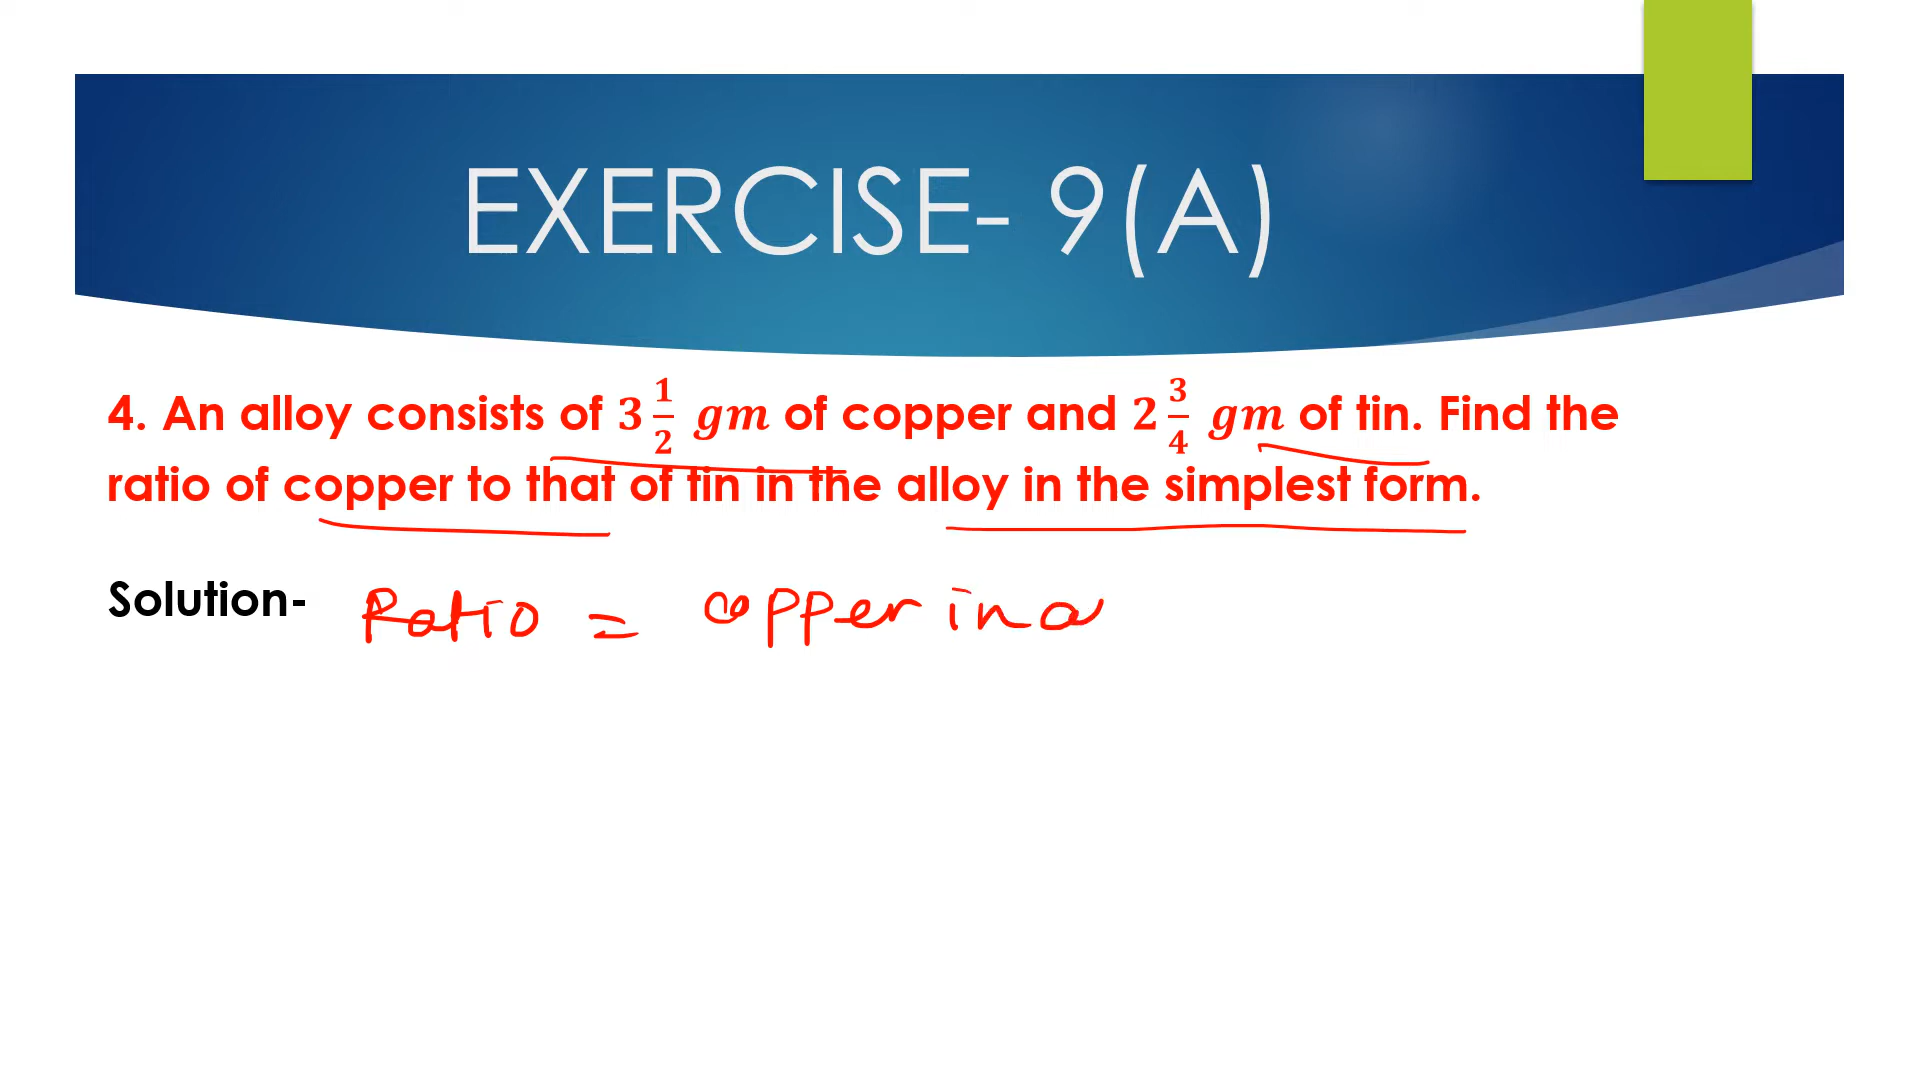 EXERCISE- 9(A)
4. An alloy consists of 3 1/2 gm of copper and 2 3/4 gm of tin. Find the
ratio of copper to that of tin in the alloy in the simplest form.
Solution- Ratio = copper in a